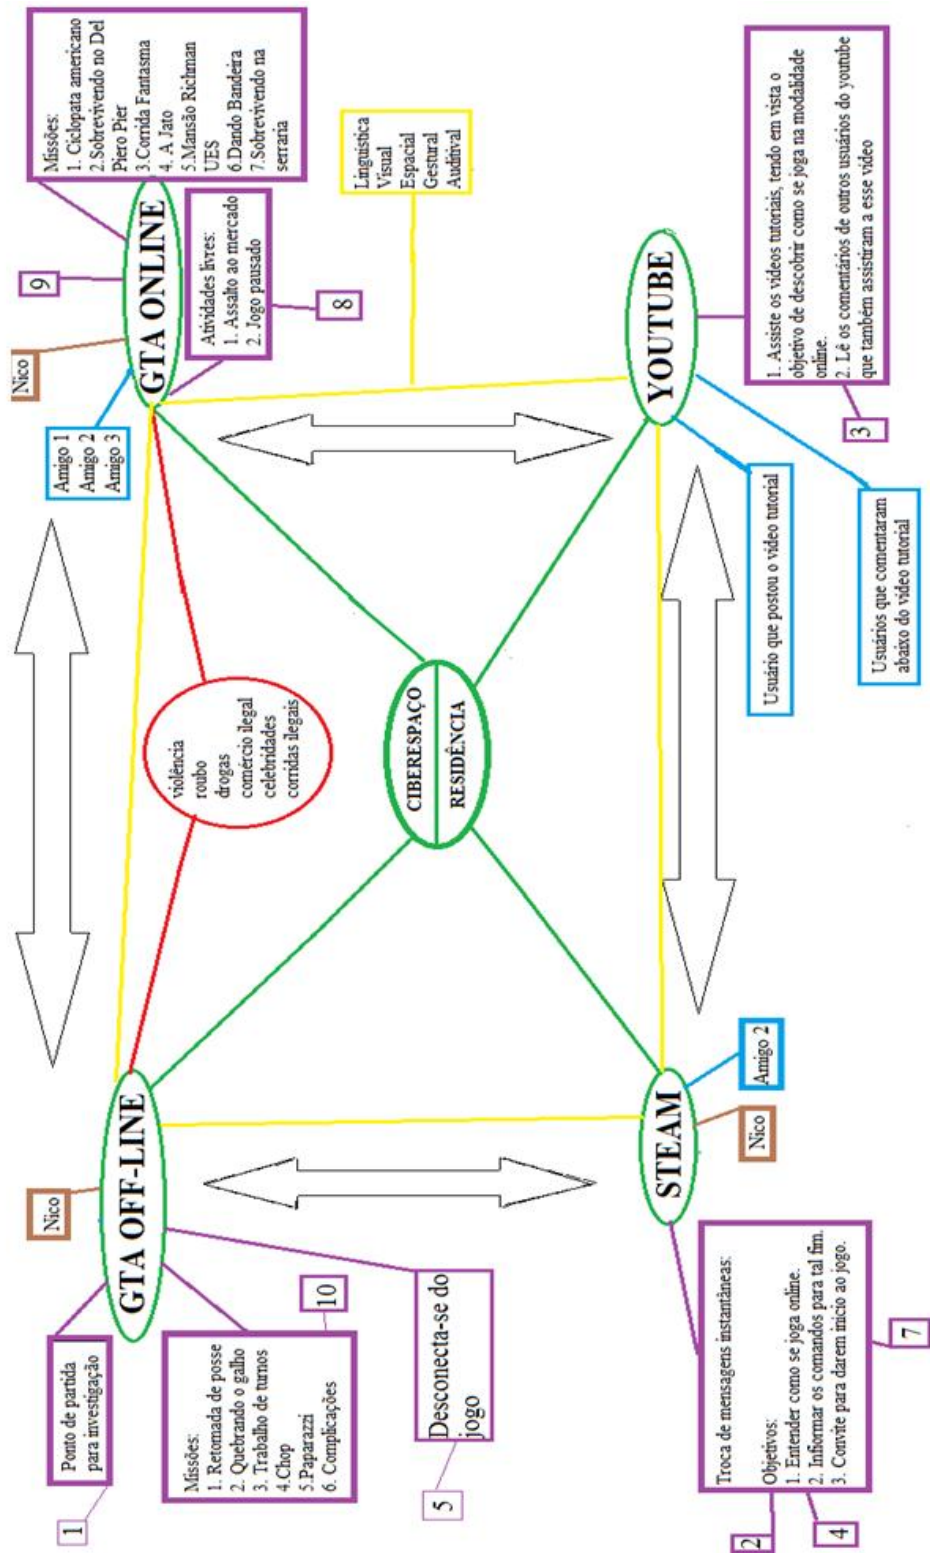 1
Ponto de partida
para investigação
Nico
GTA OFF-LINE
Missões:
1. Retomada de posse
2. Quebrando o galho
3. Trabalho de turnos
4.Chop
5.Paparazzi
6. Complicações
10
Desconecta-se do
jogo
5
violência
roubo
drogas
comércio ilegal
celebridades
corridas ilegais
Amigo 1
Amigo 2
Amigo 3
Nico
9
GTA ONLINE
Missões:
1. Ciclopata americano
2.Sobrevivendo no Del
Piero Pier
3.Corrida Fantasma
4. A Jato
5.Mansão Richman
UES
6.Dando Bandeira
7.Sobrevivendo na
serraria
Atividades livres:
1. Assalto ao mercado
2. Jogo pausado
8
Linguistica
Visual
Espacial
Gestural
Auditival
CIBERESPAÇO
RESIDÊNCIA
STEAM
Nico
Amigo 2
Troca de mensagens instantâneas:
Objetivos:
1. Entender como se joga online.
2. Infiormar os comandos para tal fim.
3. Convite para darem inicio ao jogo.
2
4
7
YOUTUBE
Usuário que postou o video tutorial
Usuários que comentaram
abaixo do video tutorial
1. Assiste os videos tutoriais, tendo em vista o
objetivo de descobrir como se joga na modalidade
online.
2. Lê os comentários de outros usuários do youtube
que também assistiram a esse video
3